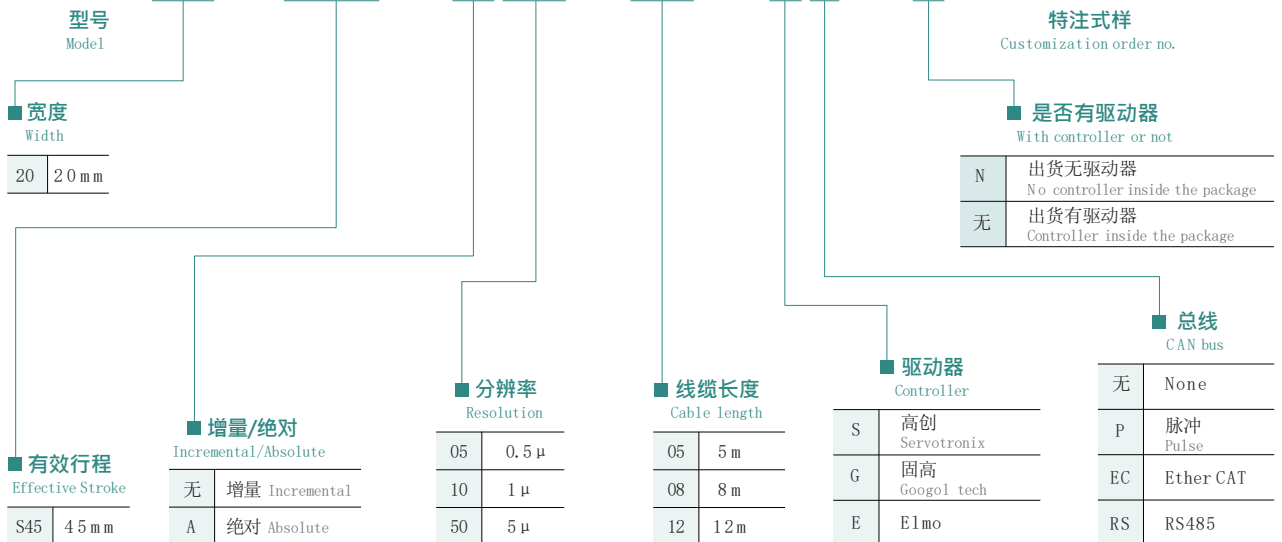 型号
Model
特注式样
Customization order no.
宽度
Width
20 20mm
是否有驱动器
With controller or not
N 出货无驱动器
No controller inside the package
无 出货有驱动器
Controller inside the package
总线
CAN bus
无 None
P 脉冲
Pulse
EC Ether CAT
RS RS485
驱动器
Controller
S 高创
Servotronix
G 固高
Googol tech
E Elmo
线缆长度
Cable length
05 5m
08 8m
12 12m
分辨率
Resolution
05 0.5μ
10 1μ
50 5μ
增量/绝对
Incremental/Absolute
无 增量 Incremental
A 绝对 Absolute
有效行程
Effective Stroke
S45 45mm